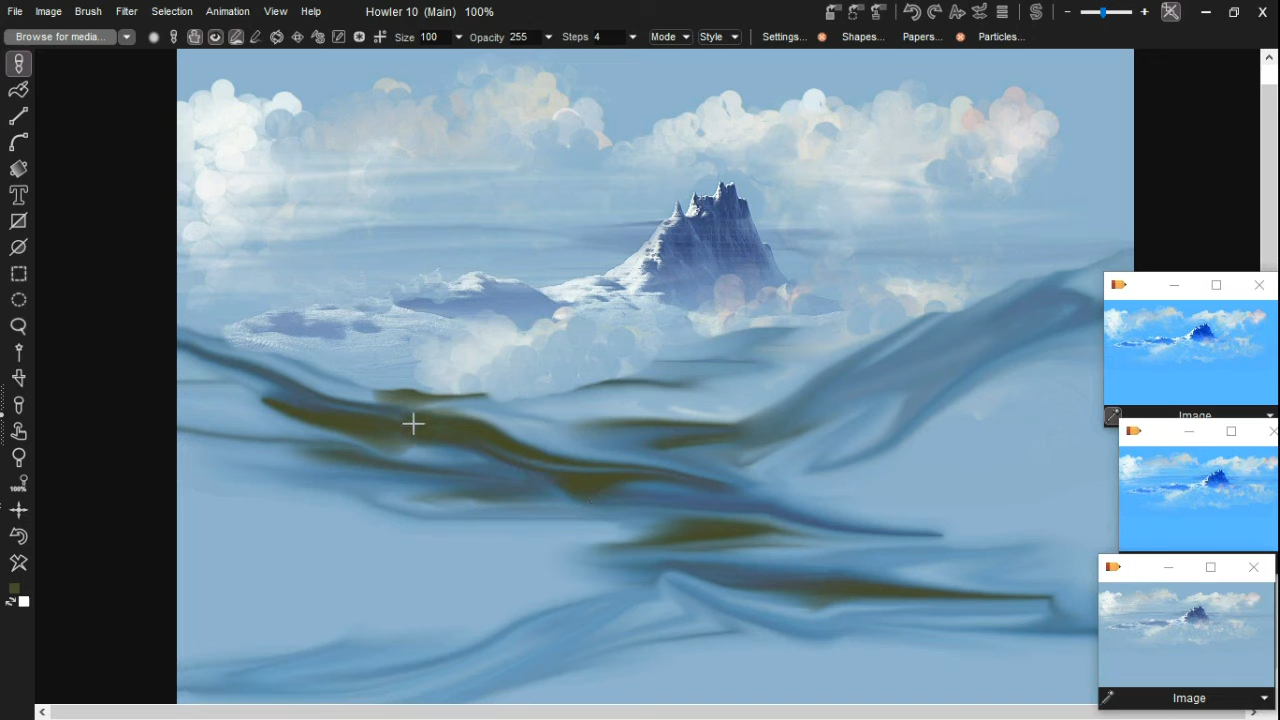 File Image Brush Filter Selection Animation View Help Howler 10 (Main) 100%
Browse for media... Size 100 Opacity 255 Steps 4 Mode Style Settings... Shapes... Papers... Particles...
100%
Image
Image